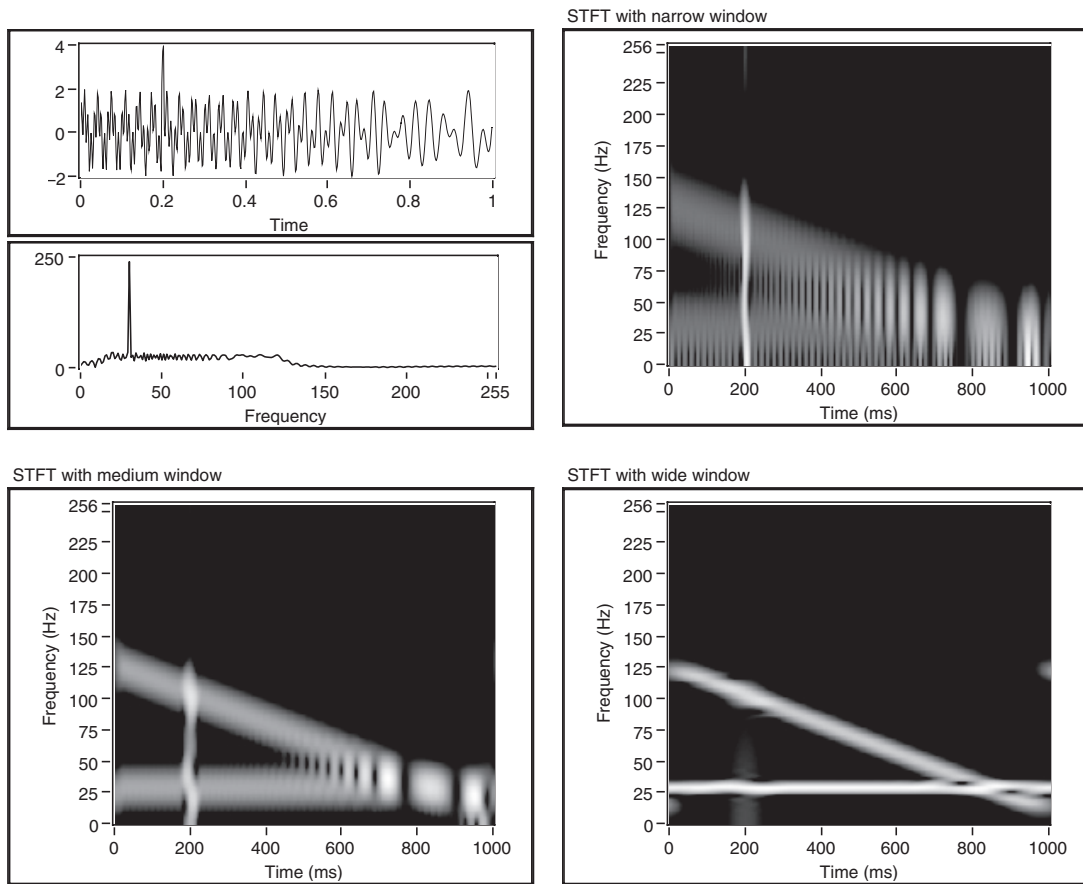 STFT with narrow window
4
2
0
−2
0 0.2 0.4 0.6 0.8 1
Time
250
0
0 50 100 150 200 255
Frequency
256
225
200
175
150
125
100
75
50
25
0
Frequency (Hz)
0 200 400 600 800 1000
Time (ms)
STFT with medium window
256
225
200
175
150
125
100
75
50
25
0
Frequency (Hz)
0 200 400 600 800 1000
Time (ms)
STFT with wide window
256
225
200
175
150
125
100
75
50
25
0
Frequency (Hz)
0 200 400 600 800 1000
Time (ms)